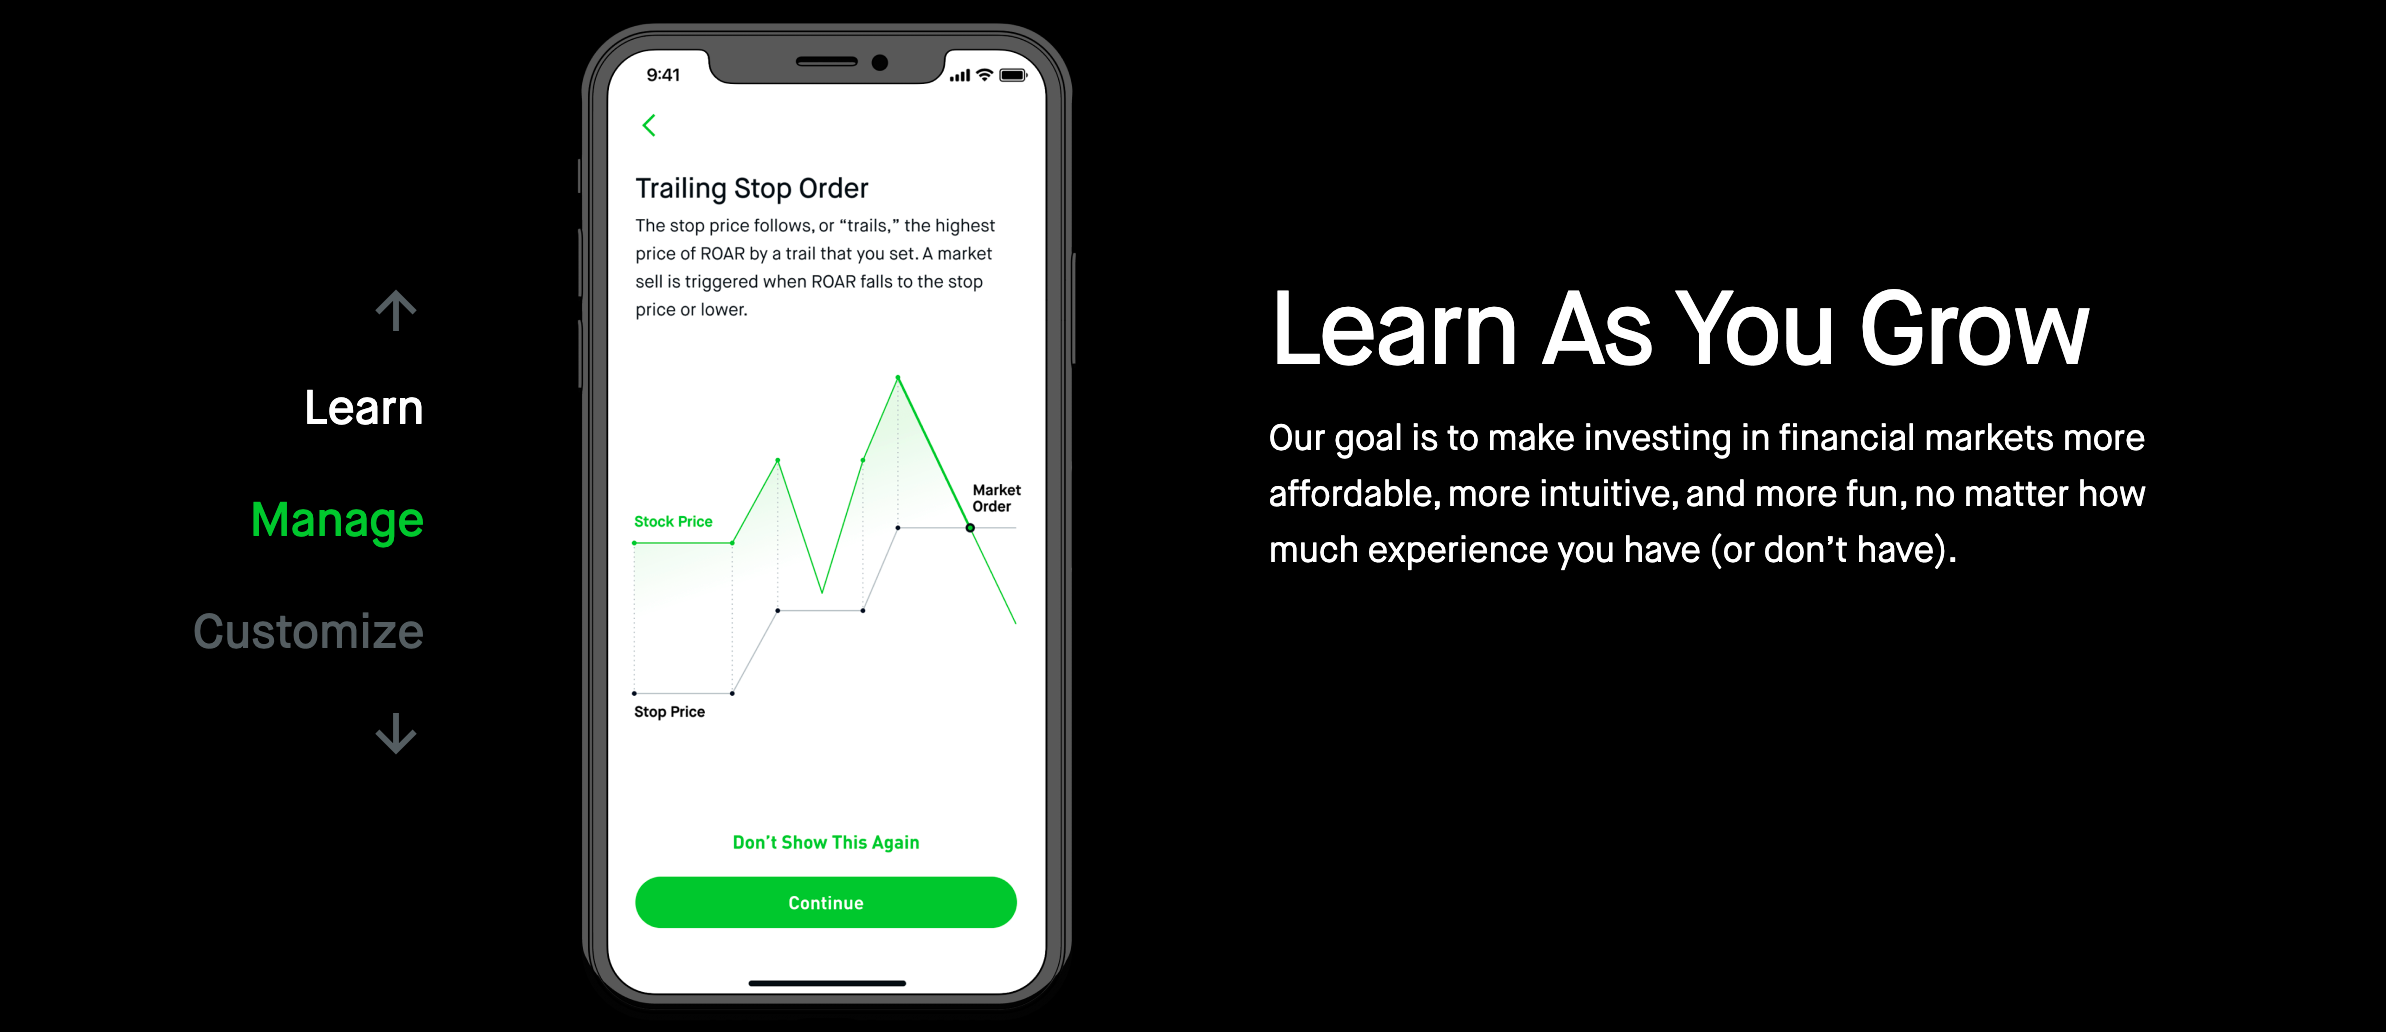 Learn
Manage
Customize
9:41
Trailing Stop Order
The stop price follows, or “trails,” the highest
price of ROAR by a trail that you set. A market
sell is triggered when ROAR falls to the stop
price or lower.
Market
Order
Stock Price
Stop Price
Don’t Show This Again
Continue
Learn As You Grow
Our goal is to make investing in financial markets more
affordable, more intuitive, and more fun, no matter how
much experience you have (or don’t have).